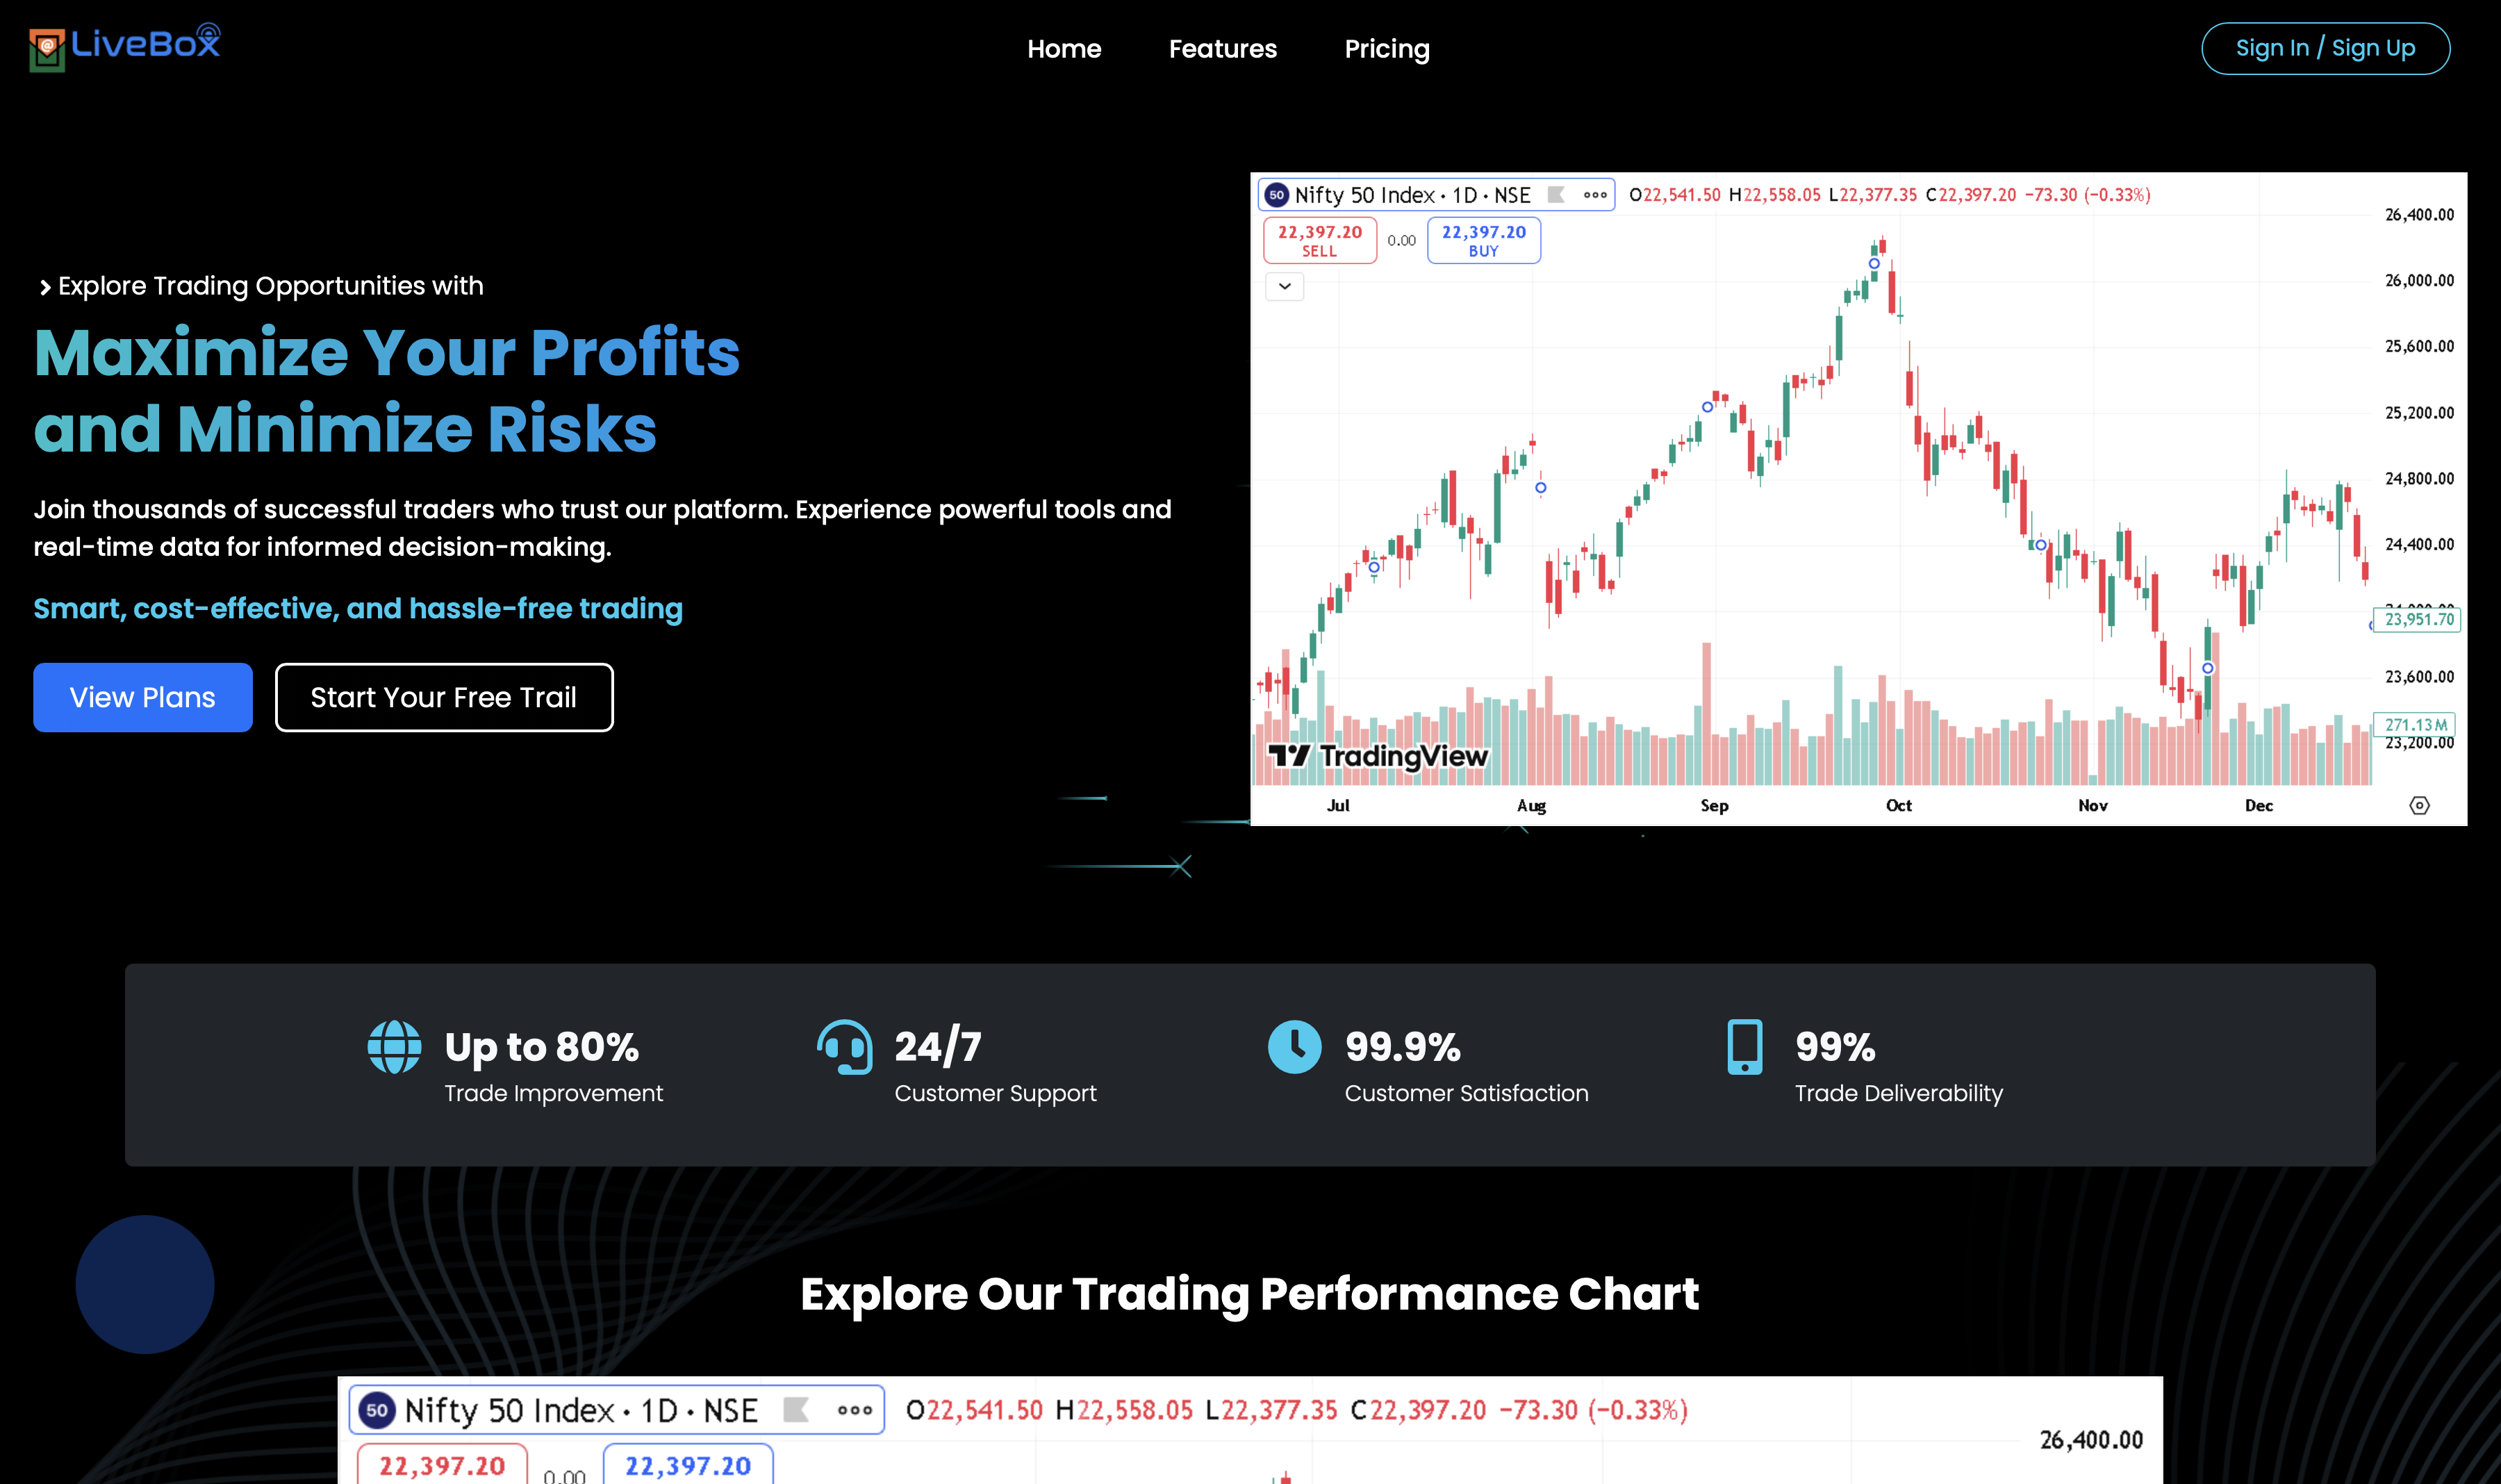 LiveBox
Home
Features
Pricing
Sign In / Sign Up
Explore Trading Opportunities with
Maximize Your Profits
and Minimize Risks
Join thousands of successful traders who trust our platform. Experience powerful tools and
real-time data for informed decision-making.
Smart, cost-effective, and hassle-free trading
View Plans
Start Your Free Trail
50 Nifty 50 Index · 1D · NSE O22,541.50 H22,558.05 L22,377.35 C22,397.20 −73.30 (−0.33%)
22,397.20
SELL
0.00
22,397.20
BUY
26,400.00
26,000.00
25,600.00
25,200.00
24,800.00
24,400.00
23,951.70
23,600.00
271.13 M
23,200.00
TradingView
Jul
Aug
Sep
Oct
Nov
Dec
Up to 80%
Trade Improvement
24/7
Customer Support
99.9%
Customer Satisfaction
99%
Trade Deliverability
Explore Our Trading Performance Chart
50 Nifty 50 Index · 1D · NSE O22,541.50 H22,558.05 L22,377.35 C22,397.20 −73.30 (−0.33%)
26,400.00
22,397.20
0.00
22,397.20